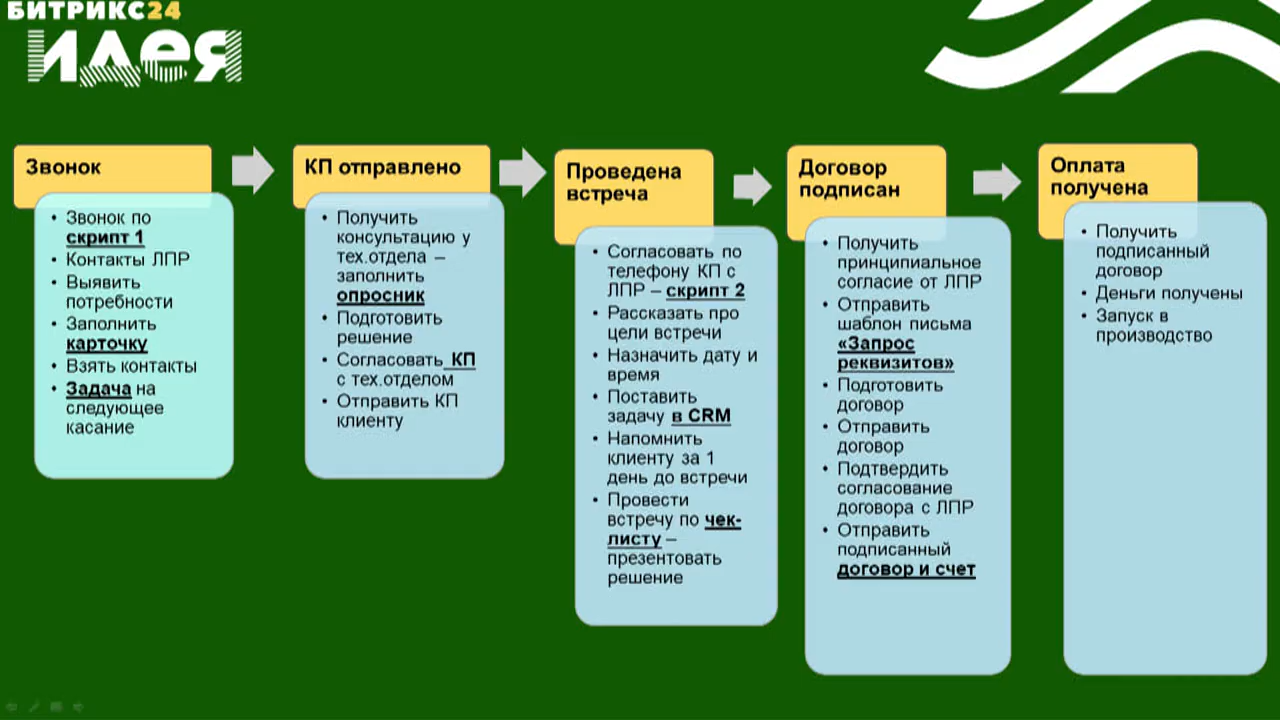 БИТРИКС24
идея
Звонок
• Звонок по
скрипт 1
• Контакты ЛПР
• Выявить
потребности
• Заполнить
карточку
• Взять контакты
• Задача на
следующее
касание
КП отправлено
• Получить
консультацию у
тех.отдела –
заполнить
опросник
• Подготовить
решение
• Согласовать КП
с тех.отделом
• Отправить КП
клиенту
Проведена
встреча
• Согласовать по
телефону КП с
ЛПР – скрипт 2
• Рассказать про
цели встречи
• Назначить дату и
время
• Поставить
задачу в CRM
• Напомнить
клиенту за 1
день до встречи
• Провести
встречу по чек-
листу –
презентовать
решение
Договор
подписан
• Получить
принципиальное
согласие от ЛПР
• Отправить
шаблон письма
«Запрос
реквизитов»
• Подготовить
договор
• Отправить
договор
• Подтвердить
согласование
договора с ЛПР
• Отправить
подписанный
договор и счет
Оплата
получена
• Получить
подписанный
договор
• Деньги получены
• Запуск в
производство